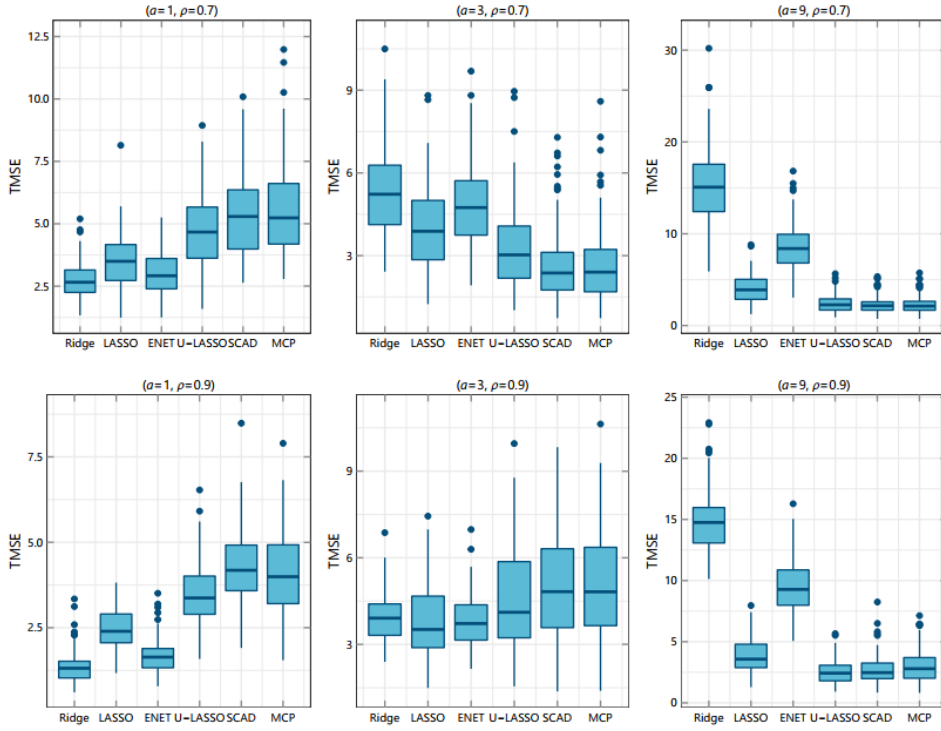 (a=1, ρ=0.7)
TMSE
12.5
10.0
7.5
5.0
2.5
Ridge LASSO ENET U-LASSO SCAD MCP
(a=3, ρ=0.7)
TMSE
9
6
3
Ridge LASSO ENET U-LASSO SCAD MCP
(a=9, ρ=0.7)
TMSE
30
20
10
0
Ridge LASSO ENET U-LASSO SCAD MCP
(a=1, ρ=0.9)
TMSE
7.5
5.0
2.5
Ridge LASSO ENET U-LASSO SCAD MCP
(a=3, ρ=0.9)
TMSE
9
6
3
Ridge LASSO ENET U-LASSO SCAD MCP
(a=9, ρ=0.9)
TMSE
25
20
15
10
5
0
Ridge LASSO ENET U-LASSO SCAD MCP